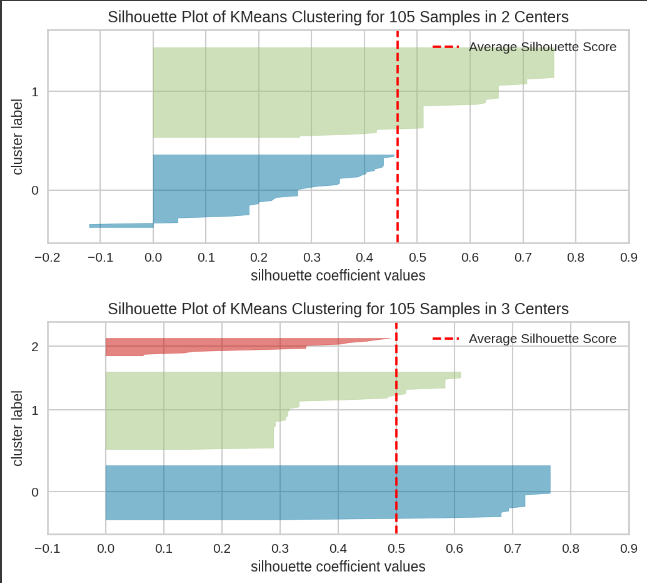 Silhouette Plot of KMeans Clustering for 105 Samples in 2 Centers
Average Silhouette Score
1
0
cluster label
−0.2 −0.1 0.0 0.1 0.2 0.3 0.4 0.5 0.6 0.7 0.8 0.9
silhouette coefficient values
Silhouette Plot of KMeans Clustering for 105 Samples in 3 Centers
Average Silhouette Score
2
1
0
cluster label
−0.1 0.0 0.1 0.2 0.3 0.4 0.5 0.6 0.7 0.8 0.9
silhouette coefficient values